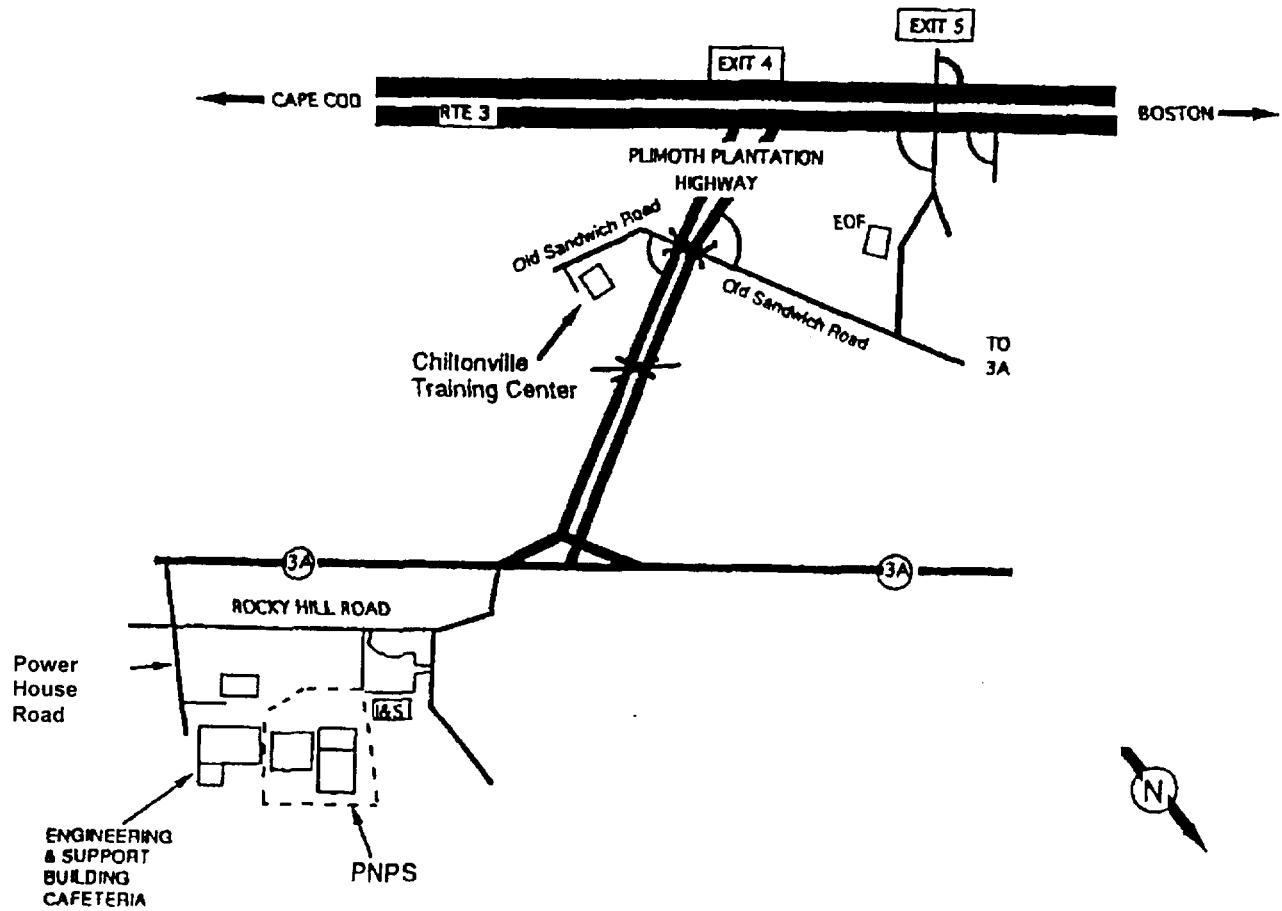 EXIT 5
EXIT 4
CAPE COD
RTE 3
BOSTON
PLIMOTH PLANTATION
HIGHWAY
Old Sandwich Road
EOF
Old Sandwich Road
TO
3A
Chiltonville
Training Center
3A
3A
ROCKY HILL ROAD
Power
House
Road
I&S
N
ENGINEERING
& SUPPORT
BUILDING
CAFETERIA
PNPS